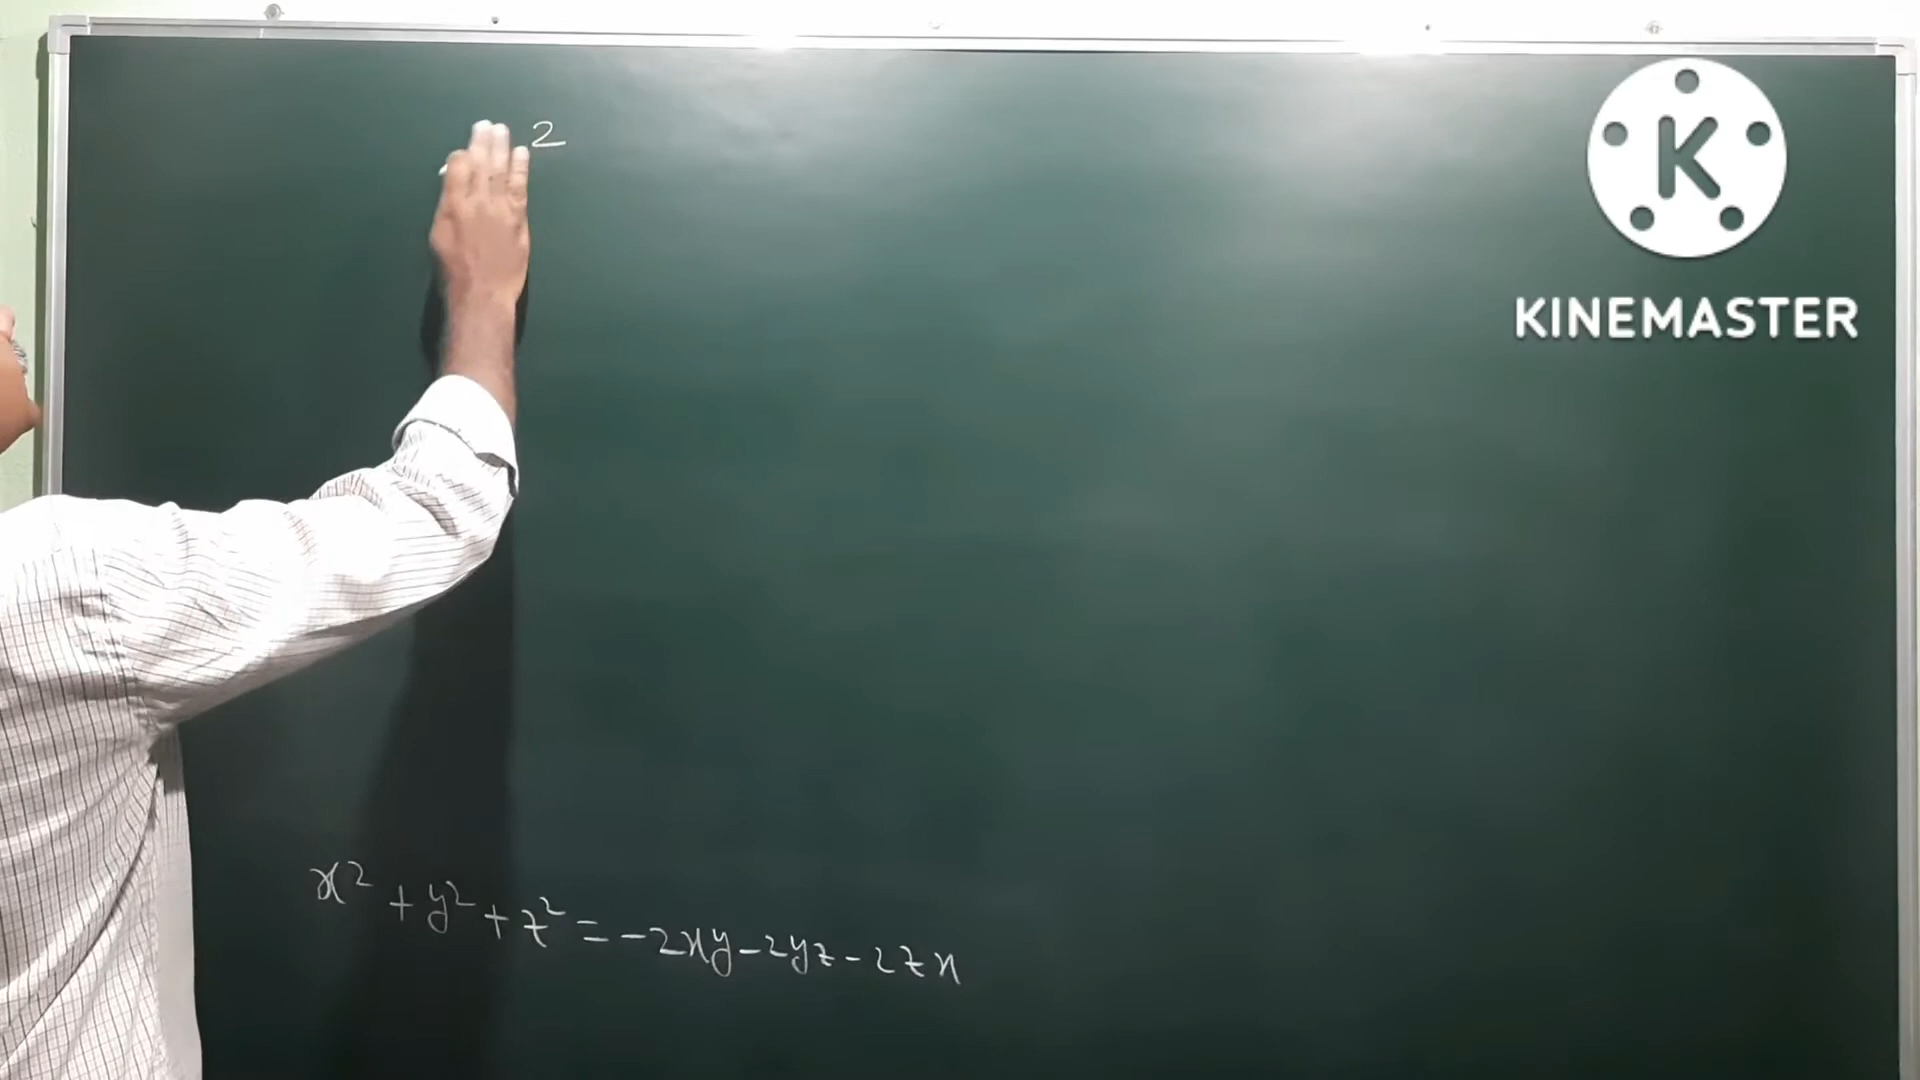 2
K
KINEMASTER
x² + y² + z² = -2xy - 2yz - 2zx